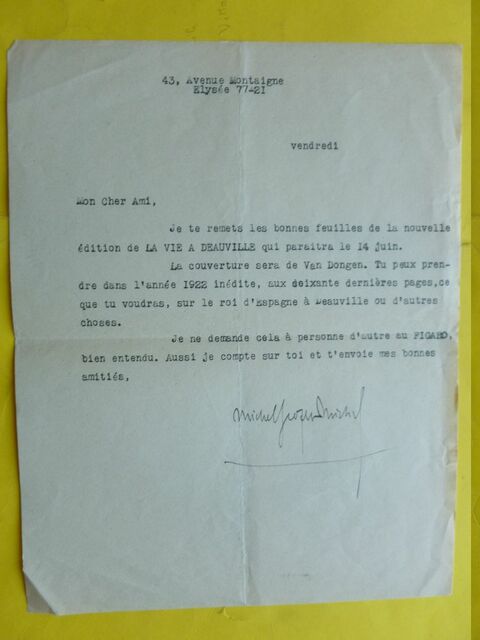 43, Avenue Montaigne
Elysée 77-21
vendredi
Mon Cher Ami,
Je te remets les bonnes feuilles de la nouvelle
édition de LA VIE A DEAUVILLE qui paraitra le 14 juin.
La couverture sera de Van Dongen. Tu peux pren-
dre dans l'année 1922 inédite, aux deixante dernières pages,ce
que tu voudras, sur le roi d'Espagne à Deauville ou d'autres
choses.
Je ne demande cela à personne d'autre au FIGARO,
bien entendu. Aussi je compte sur toi et t'envoie mes bonnes
amitiés,
Michel Georges Michel